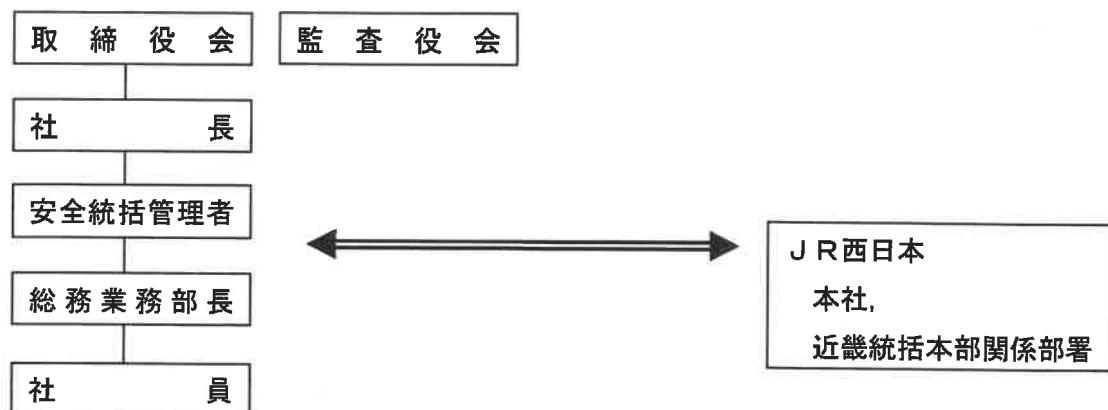 取締役会
監査役会
社長
安全統括管理者
総務業務部長
社員
ＪＲ西日本
本社,
近畿統括本部関係部署